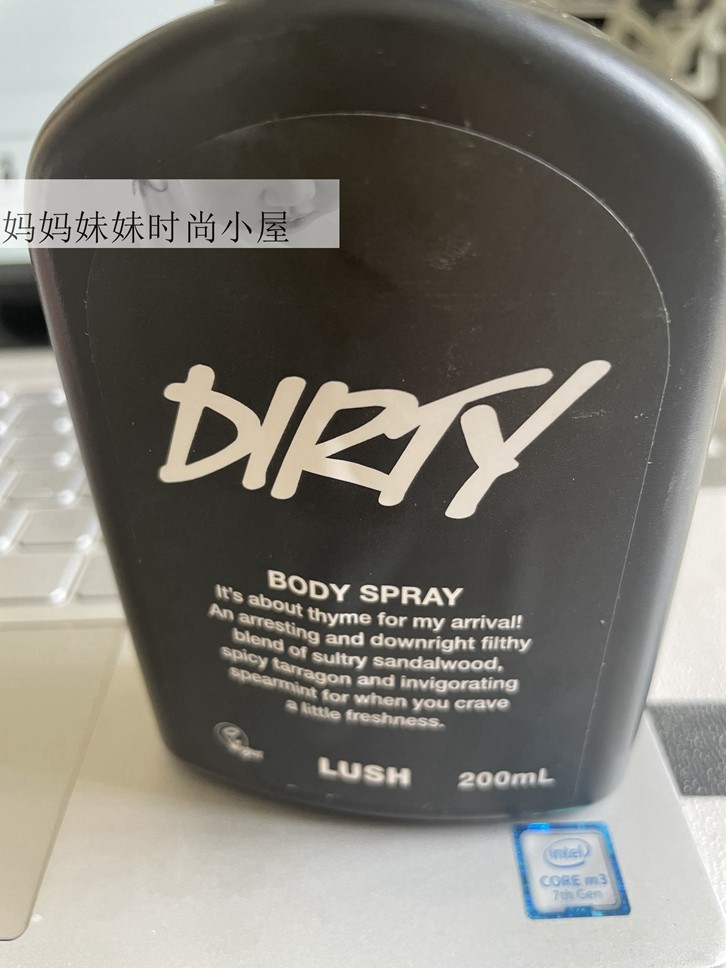 妈妈妹妹时尚小屋
DIRTY
BODY SPRAY
It's about thyme for my arrival!
An arresting and downright filthy
blend of sultry sandalwood,
spicy tarragon and invigorating
spearmint for when you crave
a little freshness.
LUSH 200mL
intel
CORE m3
7th Gen